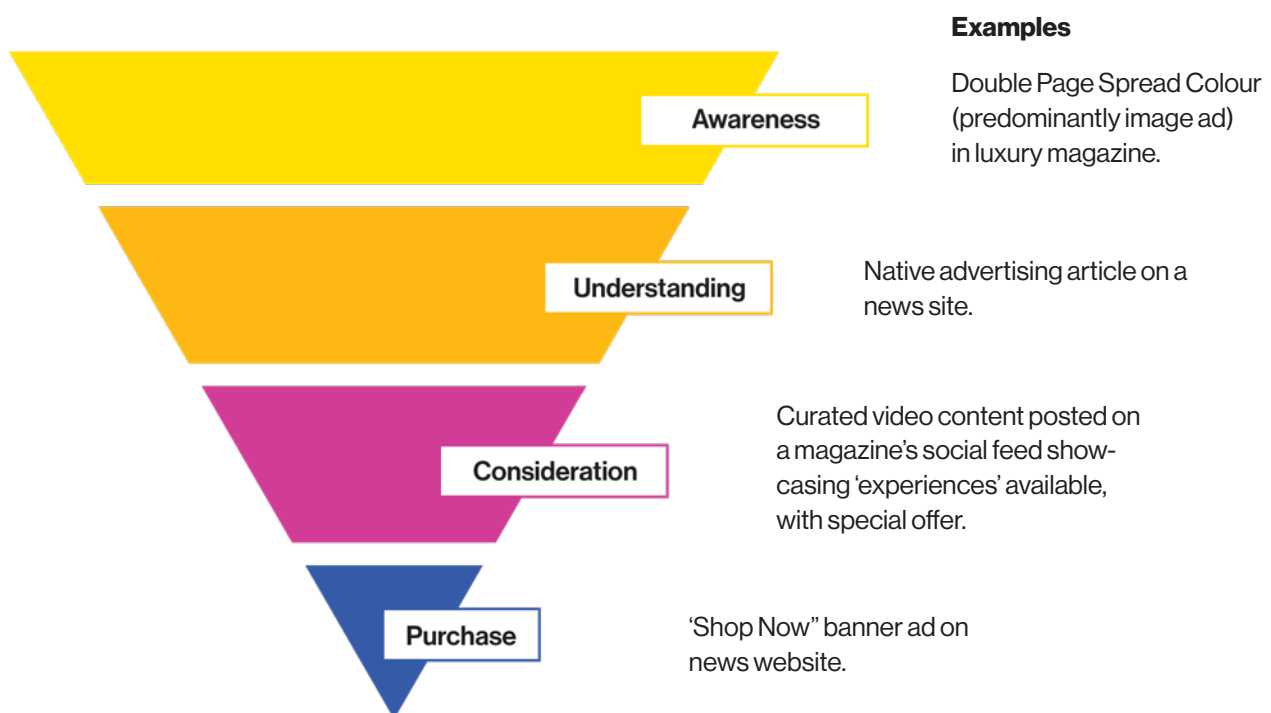 Examples
Awareness
Double Page Spread Colour
(predominantly image ad)
in luxury magazine.
Understanding
Native advertising article on a
news site.
Consideration
Curated video content posted on
a magazine’s social feed show-
casing ‘experiences’ available,
with special offer.
Purchase
‘Shop Now” banner ad on
news website.